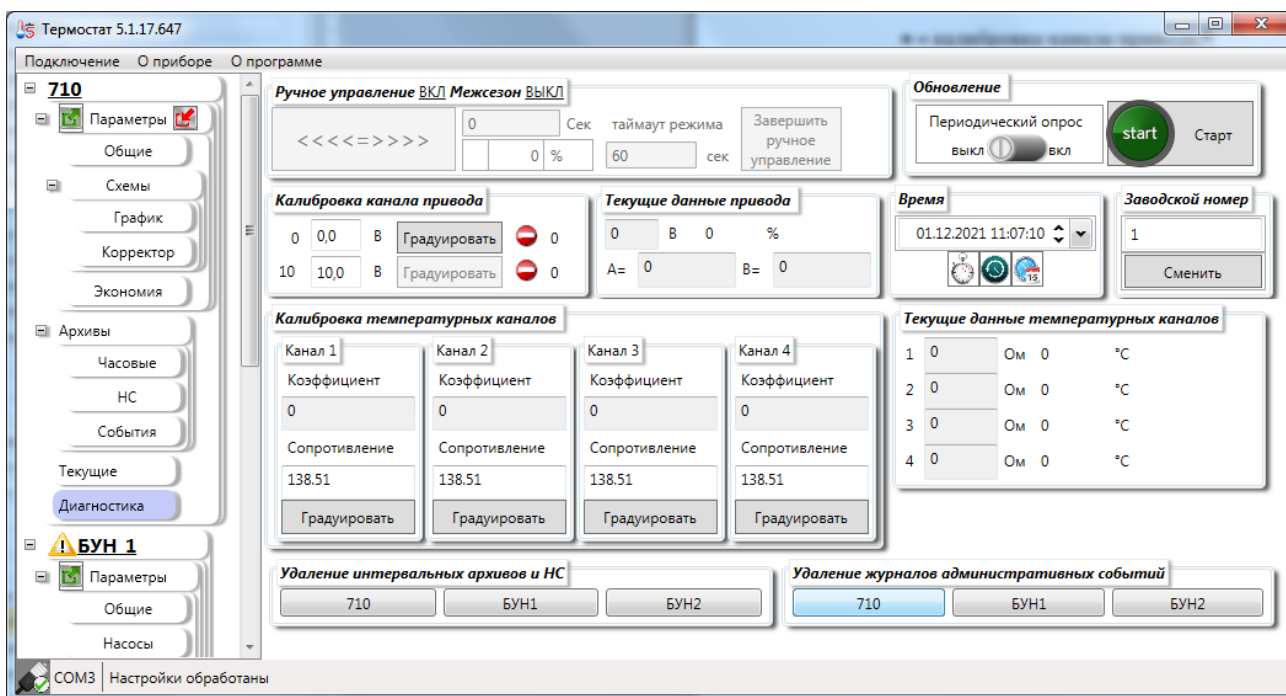 Термостат 5.1.17.647
Подключение О приборе О программе
710
Параметры
Общие
Схемы
График
Корректор
Экономия
Архивы
Часовые
НС
События
Текущие
Диагностика
БУН 1
Параметры
Общие
Насосы
Ручное управление ВКЛ Межсезон ВЫКЛ
<<<<=>>>>
0 Сек таймаут режима
0 % 60 сек
Завершить
ручное
управление
Обновление
Периодический опрос
выкл вкл
start Старт
Калибровка канала привода
0 0,0 В Градуировать 0
10 10,0 В Градуировать 0
Текущие данные привода
0 В 0 %
A= 0 B= 0
Время
01.12.2021 11:07:10
15
Заводской номер
1
Сменить
Калибровка температурных каналов
Канал 1
Коэффициент
0
Сопротивление
138.51
Градуировать
Канал 2
Коэффициент
0
Сопротивление
138.51
Градуировать
Канал 3
Коэффициент
0
Сопротивление
138.51
Градуировать
Канал 4
Коэффициент
0
Сопротивление
138.51
Градуировать
Текущие данные температурных каналов
1 0 Ом 0 °C
2 0 Ом 0 °C
3 0 Ом 0 °C
4 0 Ом 0 °C
Удаление интервальных архивов и НС
710 БУН1 БУН2
Удаление журналов административных событий
710 БУН1 БУН2
COM3 Настройки обработаны